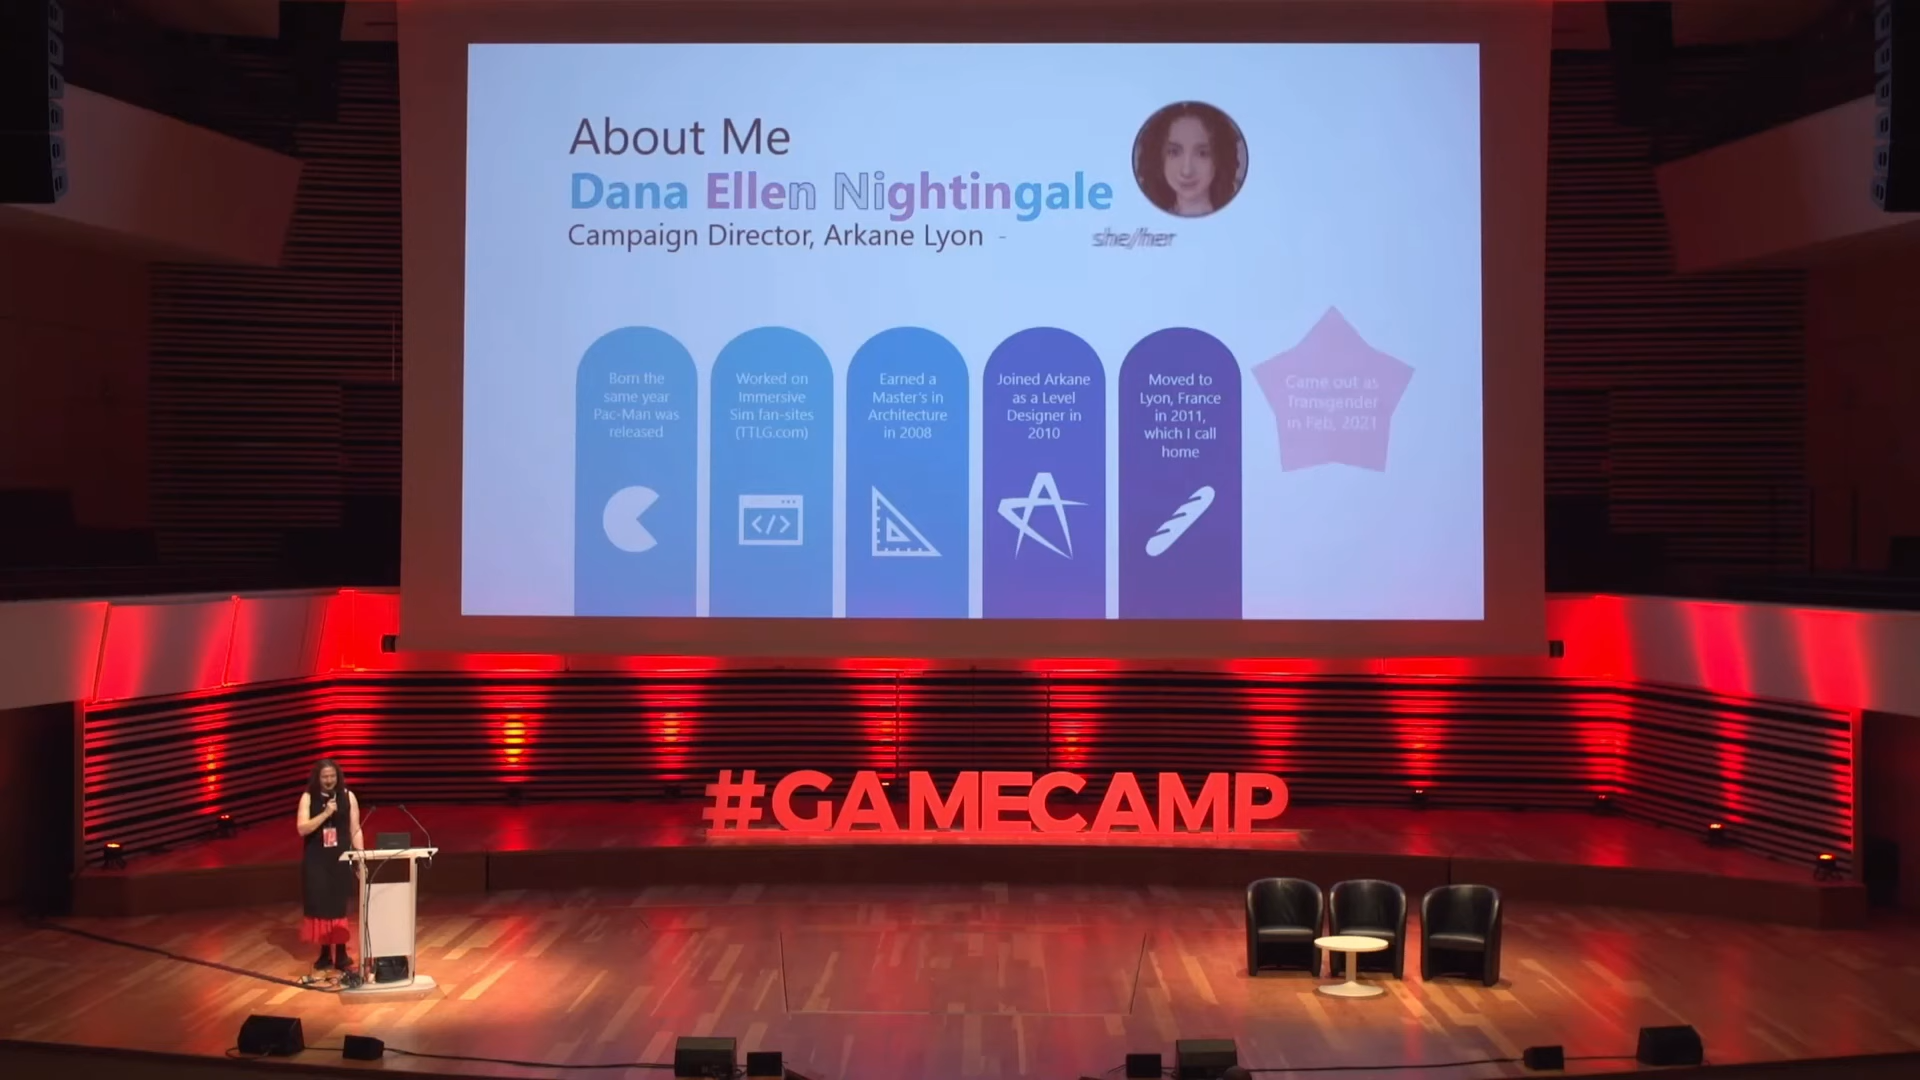 About Me
Dana Ellen Nightingale
Campaign Director, Arkane Lyon -
she/her
Born the
same year
Pac-Man was
released
Worked on
Immersive
Sim fan-sites
(TTLG.com)
Earned a
Master's in
Architecture
in 2008
Joined Arkane
as a Level
Designer in
2010
Moved to
Lyon, France
in 2011,
which I call
home
Came out as
Transgender
in Feb, 2021
</>
#GAMECAMP